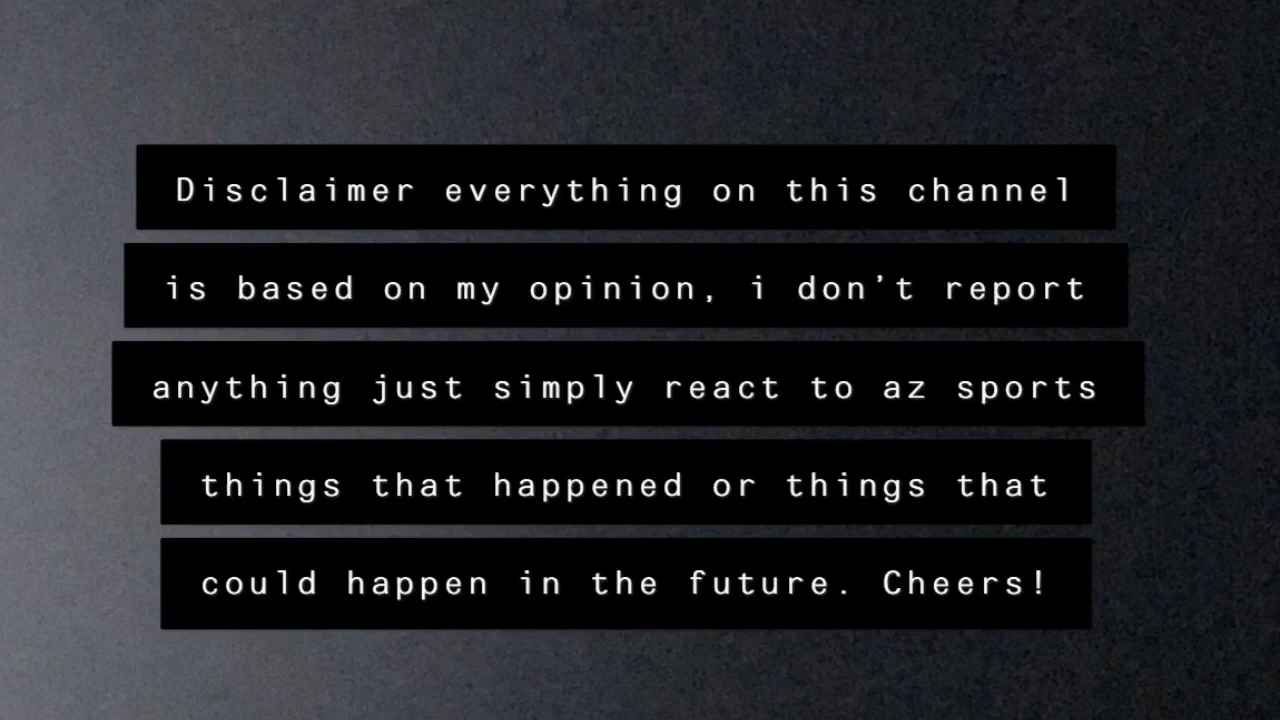 Disclaimer everything on this channel
is based on my opinion, i don't report
anything just simply react to az sports
things that happened or things that
could happen in the future. Cheers!